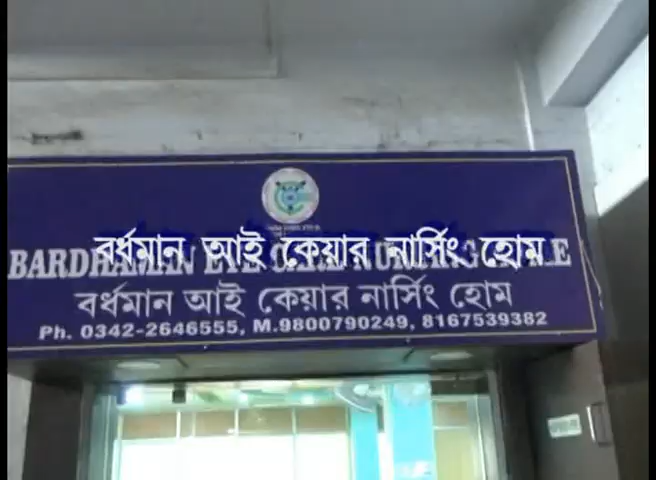 বর্ধমান আই কেয়ার নার্সিং হোম
BARDHAMAN EYE CARE NURSING HOME
বর্ধমান আই কেয়ার নার্সিং হোম
Ph. 0342-2646555, M.9800790249, 8167539382